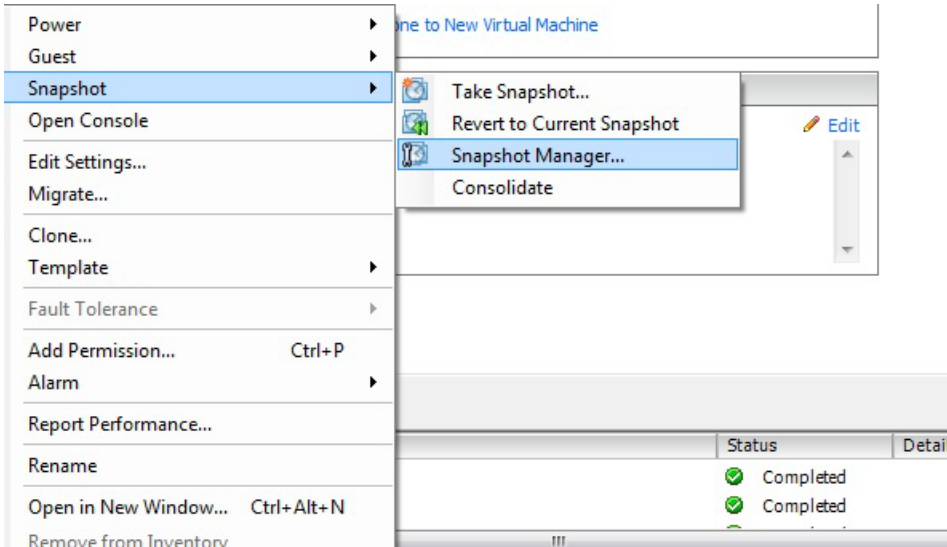 Power
Guest
Snapshot
Open Console
Edit Settings...
Migrate...
Clone...
Template
Fault Tolerance
Add Permission... Ctrl+P
Alarm
Report Performance...
Rename
Open in New Window... Ctrl+Alt+N
Remove from Inventory
to New Virtual Machine
Take Snapshot...
Revert to Current Snapshot
Snapshot Manager...
Consolidate
Edit
Status
Completed
Completed